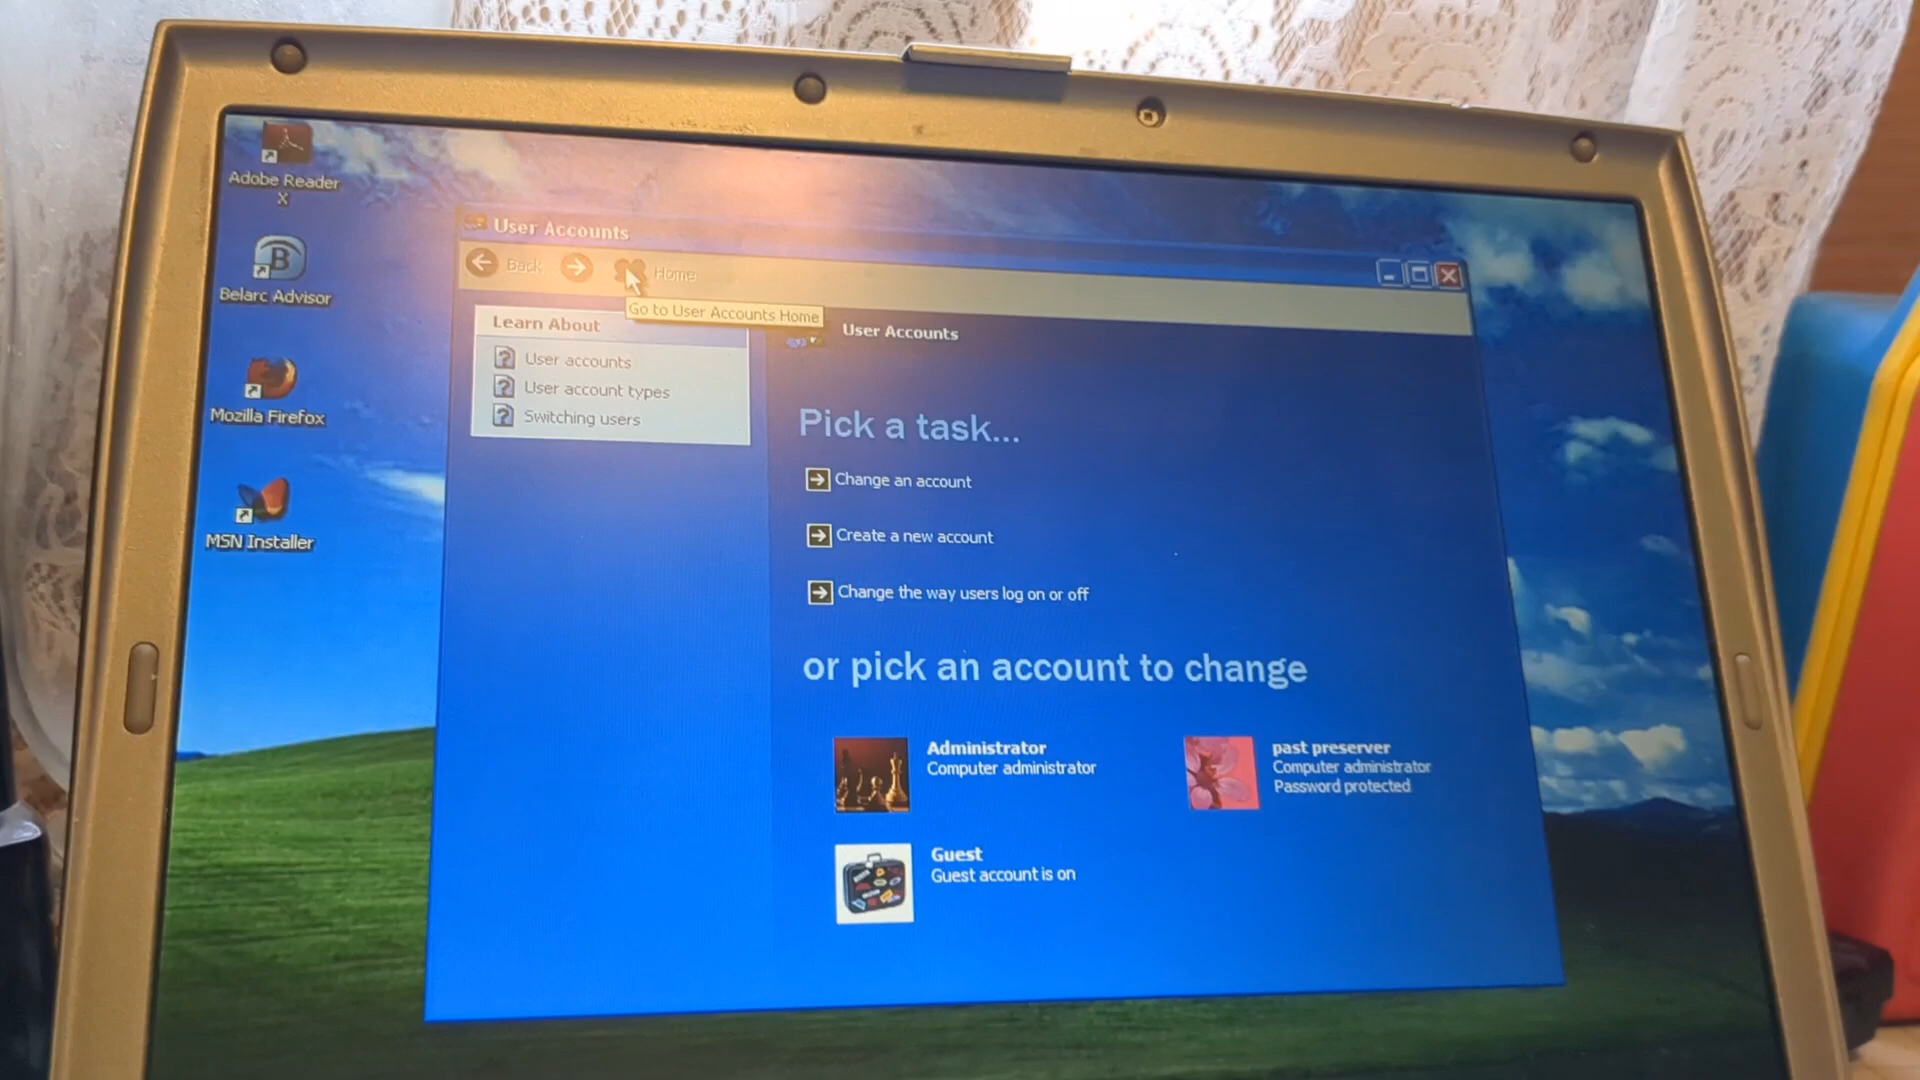 Adobe Reader
X
Belarc Advisor
Mozilla Firefox
MSN Installer
User Accounts
Back
Home
Go to User Accounts Home
Learn About
User accounts
User account types
Switching users
User Accounts
Pick a task...
Change an account
Create a new account
Change the way users log on or off
or pick an account to change
Administrator
Computer administrator
past preserver
Computer administrator
Password protected
Guest
Guest account is on